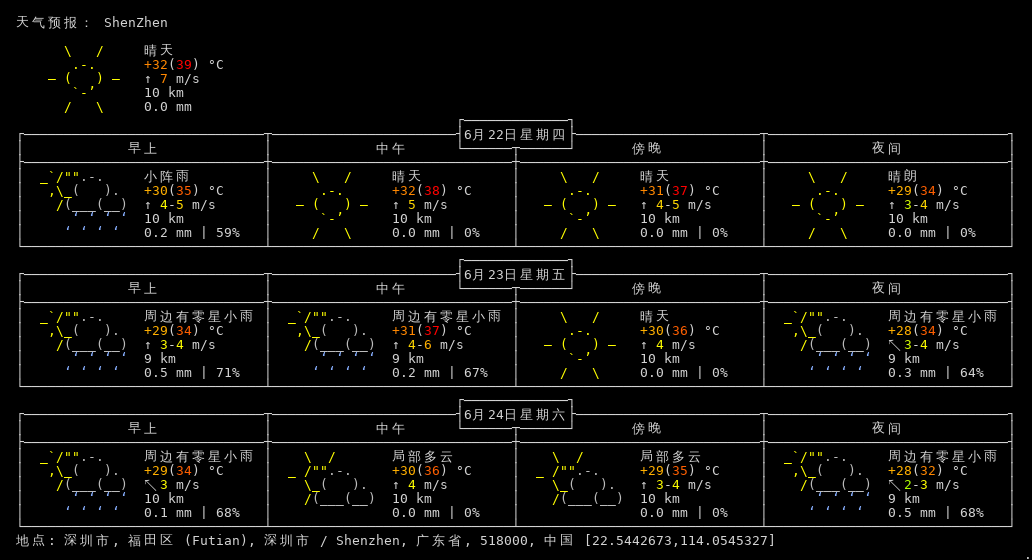 天气预报： ShenZhen
晴天
+32(39) °C
↑ 7 m/s
10 km
0.0 mm
6月22日星期四
早上 中午 傍晚 夜间
小阵雨 晴天 晴天 晴朗
+30(35) °C +32(38) °C +31(37) °C +29(34) °C
↑ 4-5 m/s ↑ 5 m/s ↑ 4-5 m/s ↑ 3-4 m/s
10 km 10 km 10 km 10 km
0.2 mm | 59% 0.0 mm | 0% 0.0 mm | 0% 0.0 mm | 0%
6月23日星期五
早上 中午 傍晚 夜间
周边有零星小雨 周边有零星小雨 晴天 周边有零星小雨
+29(34) °C +31(37) °C +30(36) °C +28(34) °C
↑ 3-4 m/s ↑ 4-6 m/s ↑ 4 m/s ↖ 3-4 m/s
9 km 9 km 10 km 9 km
0.5 mm | 71% 0.2 mm | 67% 0.0 mm | 0% 0.3 mm | 64%
6月24日星期六
早上 中午 傍晚 夜间
周边有零星小雨 局部多云 局部多云 周边有零星小雨
+29(34) °C +30(36) °C +29(35) °C +28(32) °C
↖ 3 m/s ↑ 4 m/s ↑ 3-4 m/s ↖ 2-3 m/s
10 km 10 km 10 km 9 km
0.1 mm | 68% 0.0 mm | 0% 0.0 mm | 0% 0.5 mm | 68%
地点: 深圳市, 福田区 (Futian), 深圳市 / Shenzhen, 广东省, 518000, 中国 [22.5442673,114.0545327]